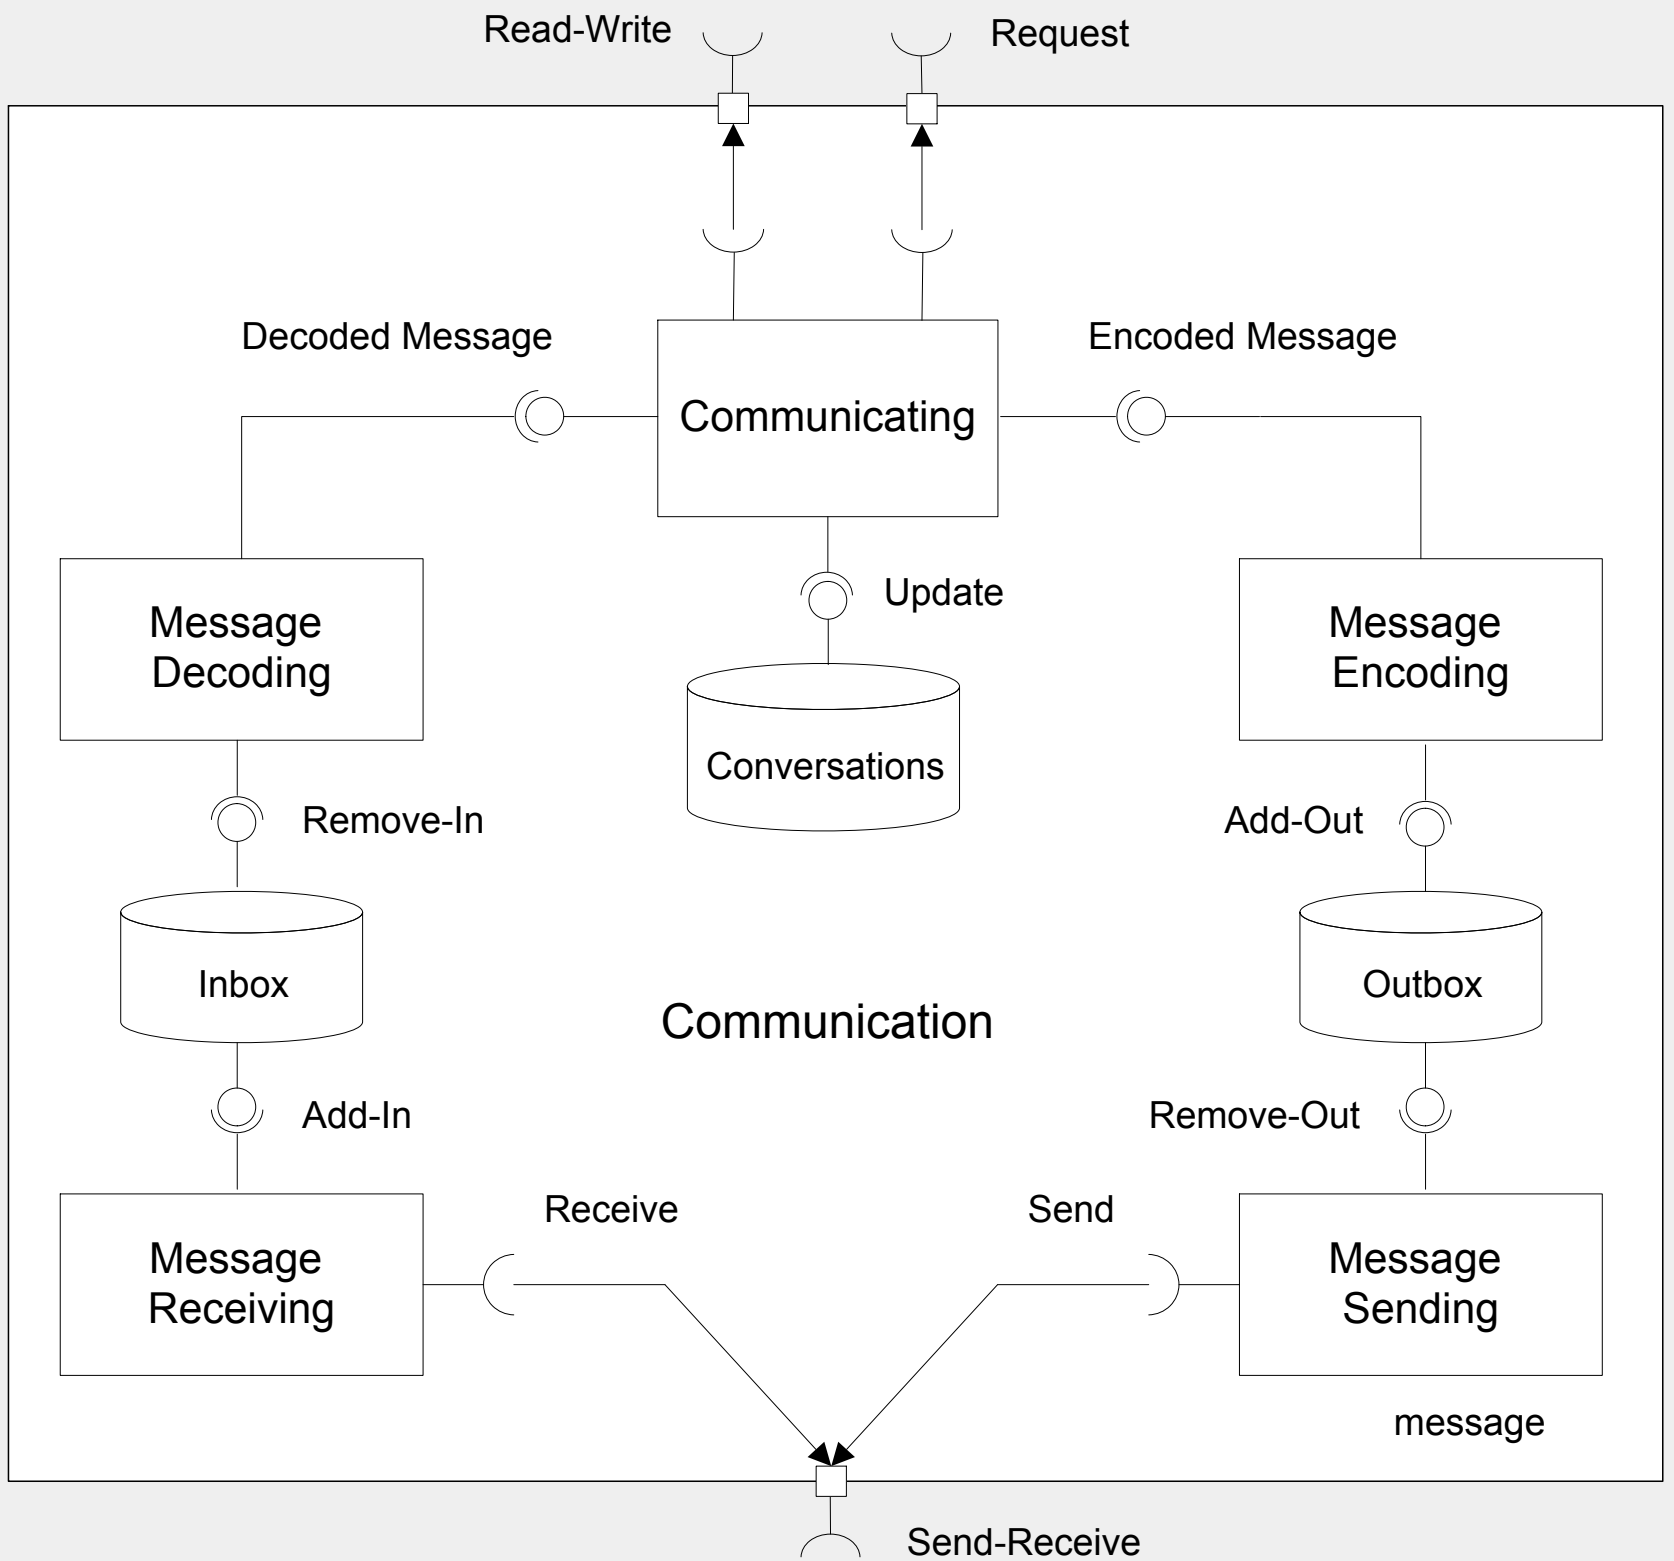 Read-Write
Request
Decoded Message
Encoded Message
Communicating
Update
Message
Decoding
Message
Encoding
Conversations
Remove-In
Add-Out
Inbox
Outbox
Communication
Add-In
Remove-Out
Receive
Send
Message
Receiving
Message
Sending
message
Send-Receive